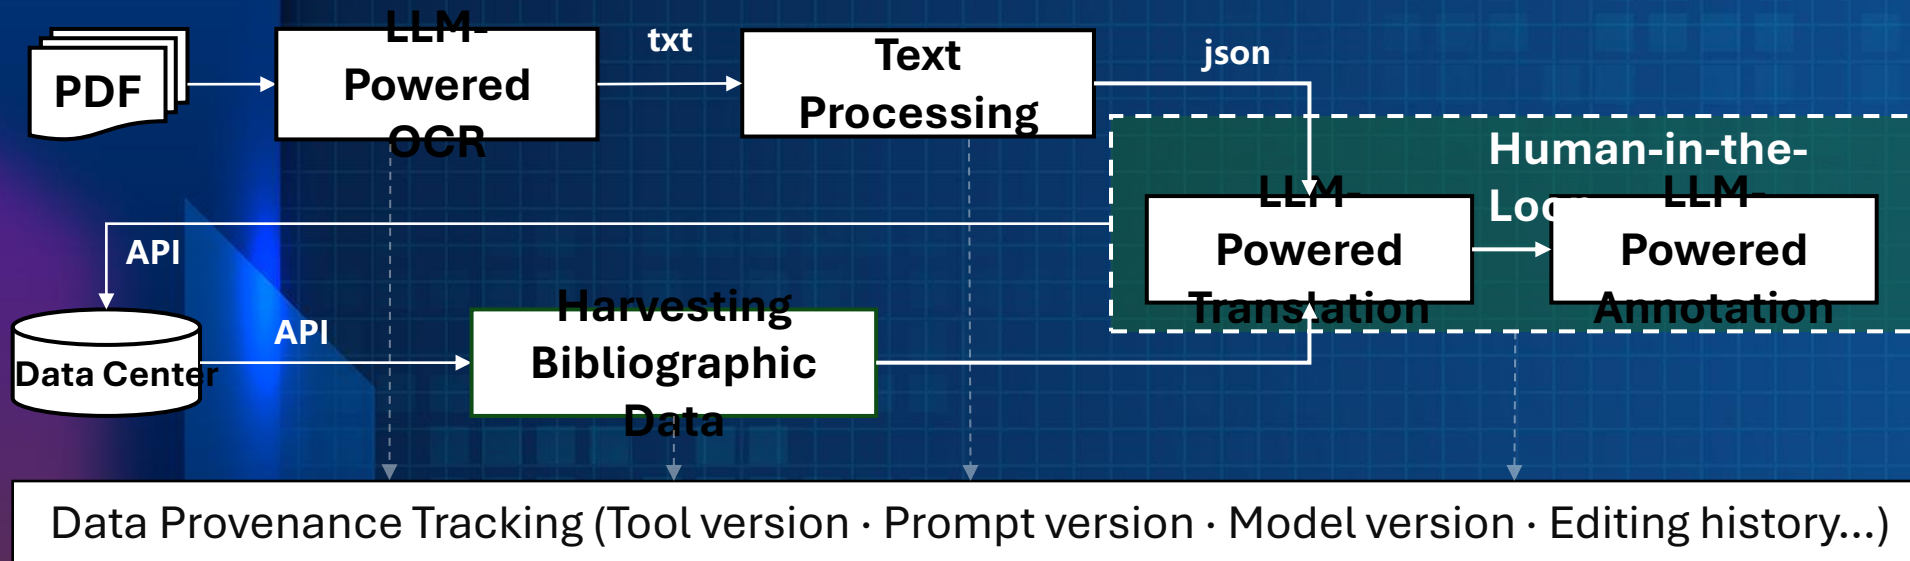 LLM-
PDF
Powered
OCR
txt
Text
Processing
json
Human-in-the-
Loop
LLM-
Powered
Translation
LLM-
Powered
Annotation
API
Data Center
API
Harvesting
Bibliographic
Data
Data Provenance Tracking (Tool version · Prompt version · Model version · Editing history...)